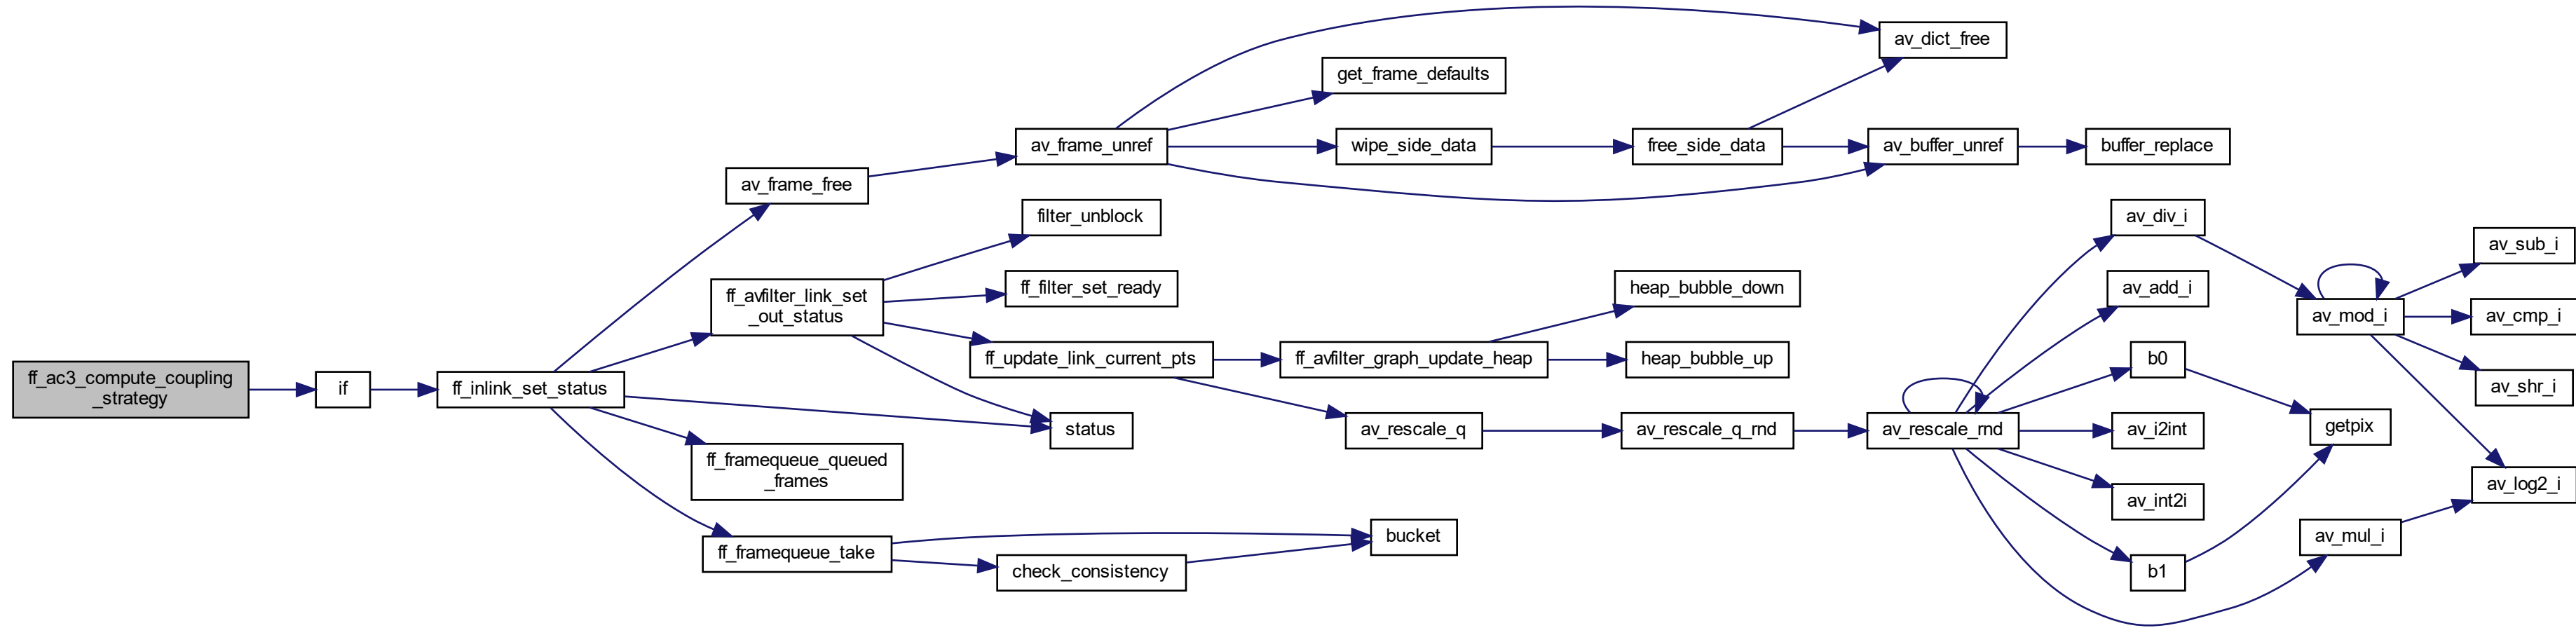 ff_ac3_compute_coupling
_strategy
if
ff_inlink_set_status
av_frame_free
ff_avfilter_link_set
_out_status
ff_framequeue_queued
_frames
ff_framequeue_take
av_frame_unref
filter_unblock
ff_filter_set_ready
ff_update_link_current_pts
status
check_consistency
get_frame_defaults
wipe_side_data
ff_avfilter_graph_update_heap
av_rescale_q
bucket
free_side_data
heap_bubble_down
heap_bubble_up
av_rescale_q_rnd
av_dict_free
av_buffer_unref
av_rescale_rnd
buffer_replace
av_div_i
av_add_i
b0
av_i2int
av_int2i
b1
av_mod_i
getpix
av_mul_i
av_sub_i
av_cmp_i
av_shr_i
av_log2_i